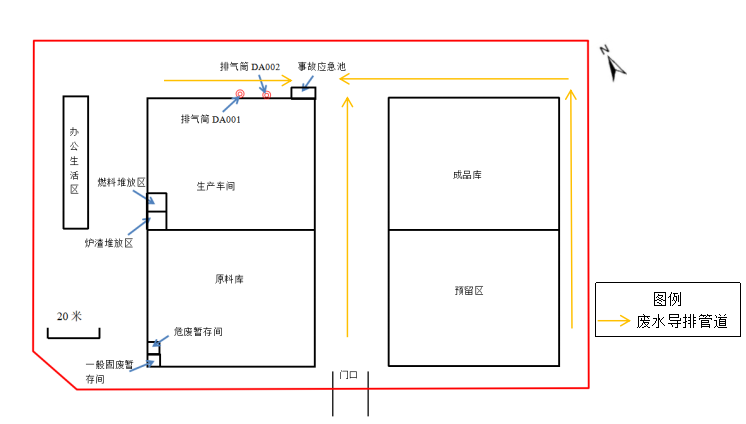 N
排气筒 DA002
事故应急池
排气筒 DA001
办公生活区
燃料堆放区
生产车间
成品库
炉渣堆放区
原料库
预留区
图例
废水导排管道
20 米
危废暂存间
一般固废暂
存间
门口